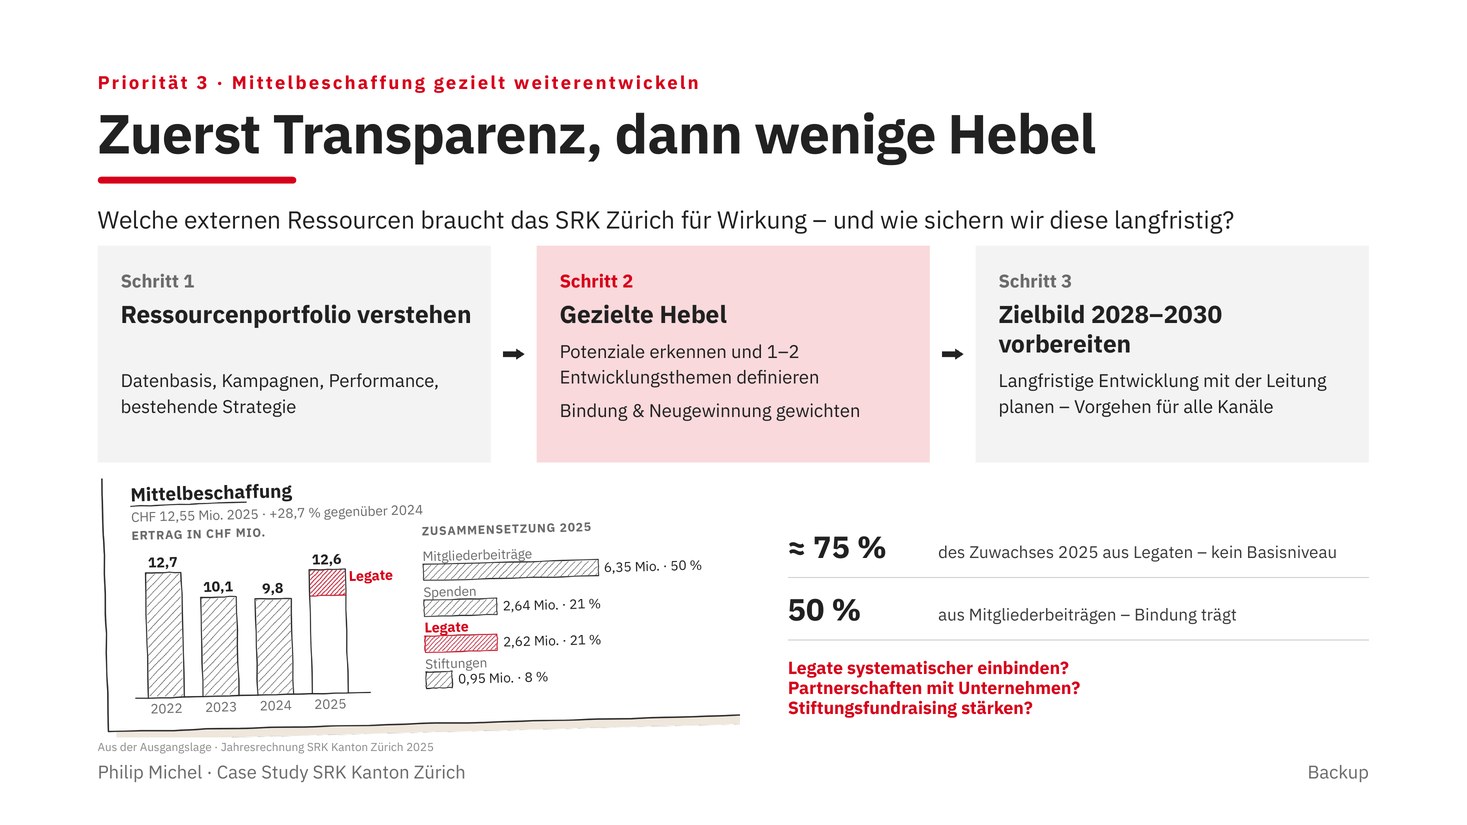 Priorität 3 · Mittelbeschaffung gezielt weiterentwickeln
Zuerst Transparenz, dann wenige Hebel
Welche externen Ressourcen braucht das SRK Zürich für Wirkung – und wie sichern wir diese langfristig?
Schritt 1
Ressourcenportfolio verstehen
Datenbasis, Kampagnen, Performance,
bestehende Strategie
Schritt 2
Gezielte Hebel
Potenziale erkennen und 1–2
Entwicklungsthemen definieren
Bindung & Neugewinnung gewichten
Schritt 3
Zielbild 2028–2030
vorbereiten
Langfristige Entwicklung mit der Leitung
planen – Vorgehen für alle Kanäle
Mittelbeschaffung
CHF 12,55 Mio. 2025 · +28,7 % gegenüber 2024
ERTRAG IN CHF MIO.
12,7
10,1
9,8
12,6
Legate
2022
2023
2024
2025
ZUSAMMENSETZUNG 2025
Mitgliederbeiträge
6,35 Mio. · 50 %
Spenden
2,64 Mio. · 21 %
Legate
2,62 Mio. · 21 %
Stiftungen
0,95 Mio. · 8 %
≈ 75 % des Zuwachses 2025 aus Legaten – kein Basisniveau
50 % aus Mitgliederbeiträgen – Bindung trägt
Legate systematischer einbinden?
Partnerschaften mit Unternehmen?
Stiftungsfundraising stärken?
Aus der Ausgangslage · Jahresrechnung SRK Kanton Zürich 2025
Philip Michel · Case Study SRK Kanton Zürich
Backup